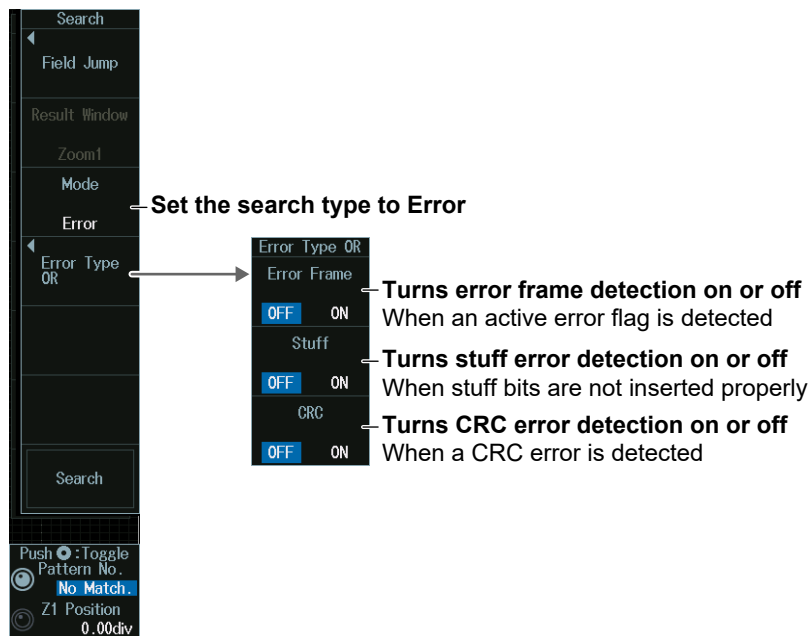 Search
Field Jump
Result Window
Zoom1
Mode
Error
Error Type
OR
Search
Push :Toggle
Pattern No.
No Match.
Z1 Position
0.00div
Set the search type to Error
Error Type OR
Error Frame
OFF ON
Stuff
OFF ON
CRC
OFF ON
Turns error frame detection on or off
When an active error flag is detected
Turns stuff error detection on or off
When stuff bits are not inserted properly
Turns CRC error detection on or off
When a CRC error is detected